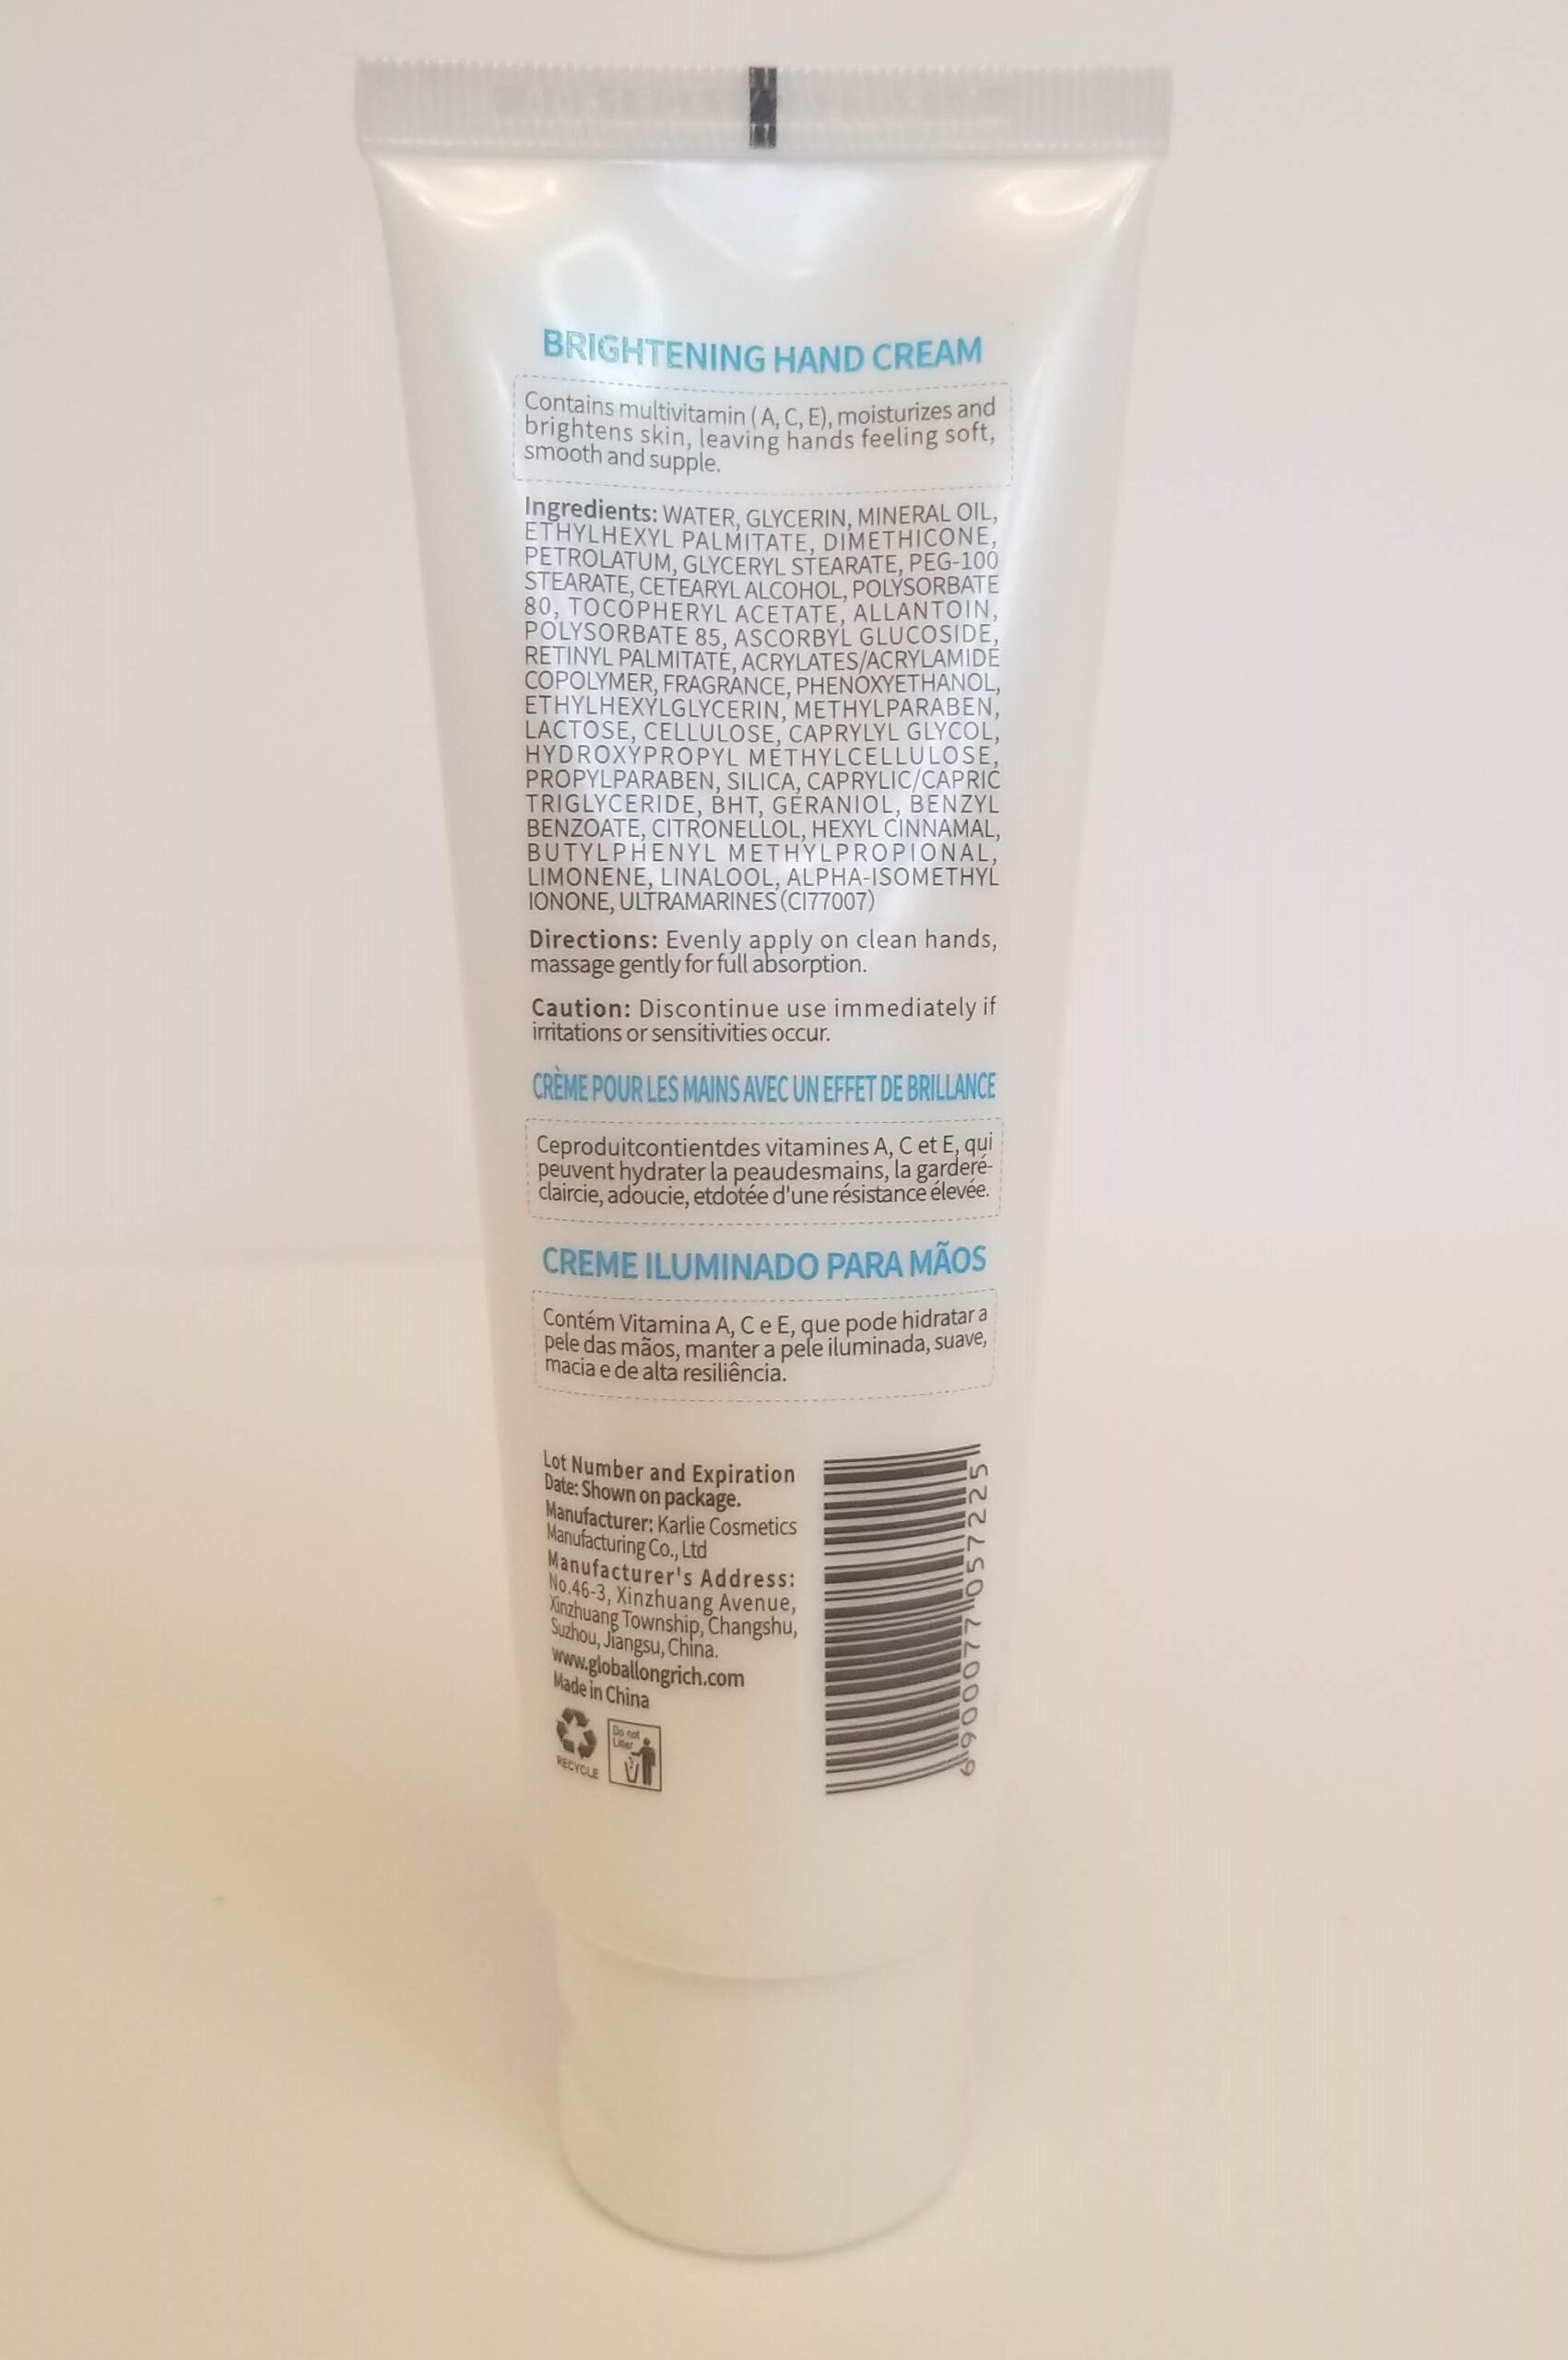 BRIGHTENING HAND CREAM
Contains multivitamin ( A, C, E), moisturizes and
brightens skin, leaving hands feeling soft,
smooth and supple.
Ingredients: WATER, GLYCERIN, MINERAL OIL,
ETHYLHEXYL PALMITATE, DIMETHICONE,
PETROLATUM, GLYCERYL STEARATE, PEG-100
STEARATE, CETEARYL ALCOHOL, POLYSORBATE
80, TOCOPHERYL ACETATE, ALLANTOIN,
POLYSORBATE 85, ASCORBYL GLUCOSIDE,
RETINYL PALMITATE, ACRYLATES/ACRYLAMIDE
COPOLYMER, FRAGRANCE, PHENOXYETHANOL,
ETHYLHEXYLGLYCERIN, METHYLPARABEN,
LACTOSE, CELLULOSE, CAPRYLYL GLYCOL,
HYDROXYPROPYL METHYLCELLULOSE,
PROPYLPARABEN, SILICA, CAPRYLIC/CAPRIC
TRIGLYCERIDE, BHT, GERANIOL, BENZYL
BENZOATE, CITRONELLOL, HEXYL CINNAMAL,
BUTYLPHENYL METHYLPROPIONAL,
LIMONENE, LINALOOL, ALPHA-ISOMETHYL
IONONE, ULTRAMARINES (CI77007)
Directions: Evenly apply on clean hands,
massage gently for full absorption.
Caution: Discontinue use immediately if
irritations or sensitivities occur.
CRÈME POUR LES MAINS AVEC UN EFFET DE BRILLANCE
Ceproduitcontientdes vitamines A, C et E, qui
peuvent hydrater la peaudesmains, la garderé-
claircie, adoucie, etdotée d'une résistance élevée.
CREME ILUMINADO PARA MÃOS
Contém Vitamina A, C e E, que pode hidratar a
pele das mãos, manter a pele iluminada, suave,
macia e de alta resiliência.
Lot Number and Expiration
Date: Shown on package.
Manufacturer: Karlie Cosmetics
Manufacturing Co., Ltd
Manufacturer's Address:
No.46-3, Xinzhuang Avenue,
Xinzhuang Township, Changshu,
Suzhou, Jiangsu, China.
www.globallongrich.com
Made in China
RECYCLE
Do not
Litter
6 900077 057225